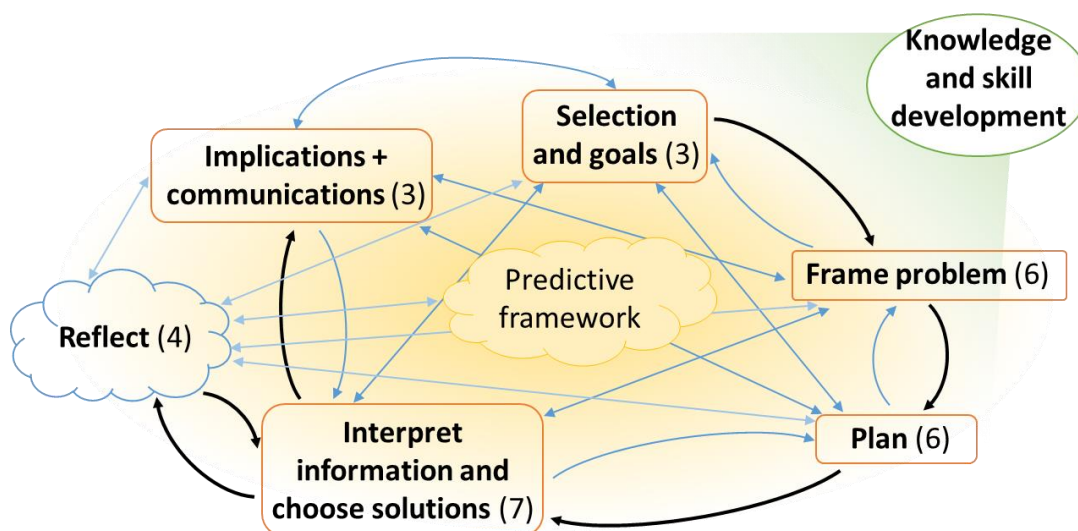 Knowledge
and skill
development
Selection
and goals (3)
Implications +
communications (3)
Predictive
framework
Frame problem (6)
Reflect (4)
Interpret
information and
choose solutions (7)
Plan (6)